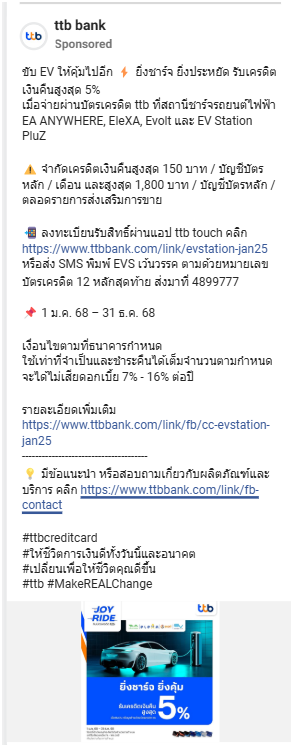 ttb bank
ttb
Sponsored
ขับ EV ให้คุ้มไปอีก ⚡ ยิ่งชาร์จ ยิ่งประหยัด รับเครดิต
เงินคืนสูงสุด 5%
เมื่อจ่ายผ่านบัตรเครดิต ttb ที่สถานีชาร์จรถยนต์ไฟฟ้า
EA ANYWHERE, EleXA, Evolt และ EV Station
PluZ
⚠️ จำกัดเครดิตเงินคืนสูงสุด 150 บาท / บัญชีบัตร
หลัก / เดือน และสูงสุด 1,800 บาท / บัญชีบัตรหลัก /
ตลอดรายการส่งเสริมการขาย
📲 ลงทะเบียนรับสิทธิ์ผ่านแอป ttb touch คลิก
https://www.ttbbank.com/link/evstation-jan25
หรือส่ง SMS พิมพ์ EVS เว้นวรรค ตามด้วยหมายเลข
บัตรเครดิต 12 หลักสุดท้าย ส่งมาที่ 4899777
📌 1 ม.ค. 68 – 31 ธ.ค. 68
เงื่อนไขตามที่ธนาคารกำหนด
ใช้เท่าที่จำเป็นและชำระคืนได้เต็มจำนวนตามกำหนด
จะได้ไม่เสียดอกเบี้ย 7% - 16% ต่อปี
รายละเอียดเพิ่มเติม
https://www.ttbbank.com/link/fb/cc-evstation-
jan25
--------------------------------------
💡 มีข้อแนะนำ หรือสอบถามเกี่ยวกับผลิตภัณฑ์และ
บริการ คลิก https://www.ttbbank.com/link/fb-
contact
#ttbcreditcard
#ให้ชีวิตการเงินดีทั้งวันนี้และอนาคต
#เปลี่ยนเพื่อให้ชีวิตคุณดีขึ้น
#ttb #MakeREALChange
JOY
RIDE
ttb
ยิ่งชาร์จ ยิ่งคุ้ม
รับเครดิตเงินคืน
สูงสุด
5%